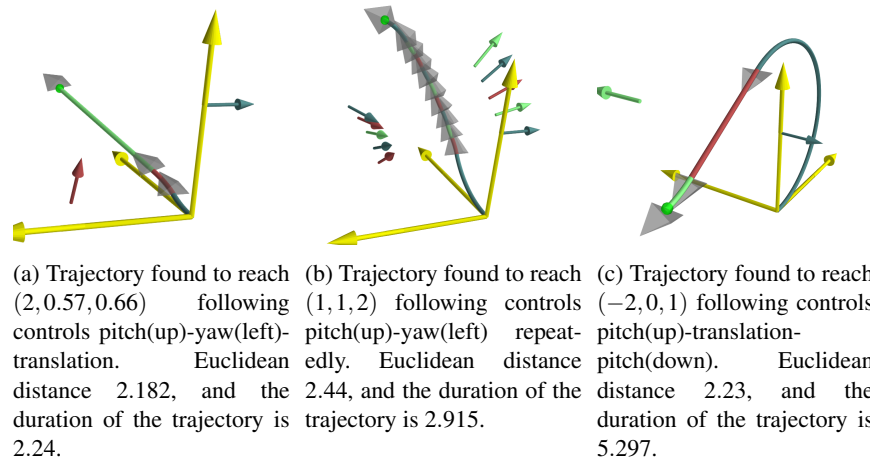 (a) Trajectory found to reach
(2,0.57,0.66) following
controls pitch(up)-yaw(left)-
translation. Euclidean
distance 2.182, and the
duration of the trajectory is
2.24.
(b) Trajectory found to reach
(1,1,2) following controls
pitch(up)-yaw(left) repeat-
edly. Euclidean distance
2.44, and the duration of the
trajectory is 2.915.
(c) Trajectory found to reach
(−2,0,1) following controls
pitch(up)-translation-
pitch(down). Euclidean
distance 2.23, and the
duration of the trajectory is
5.297.